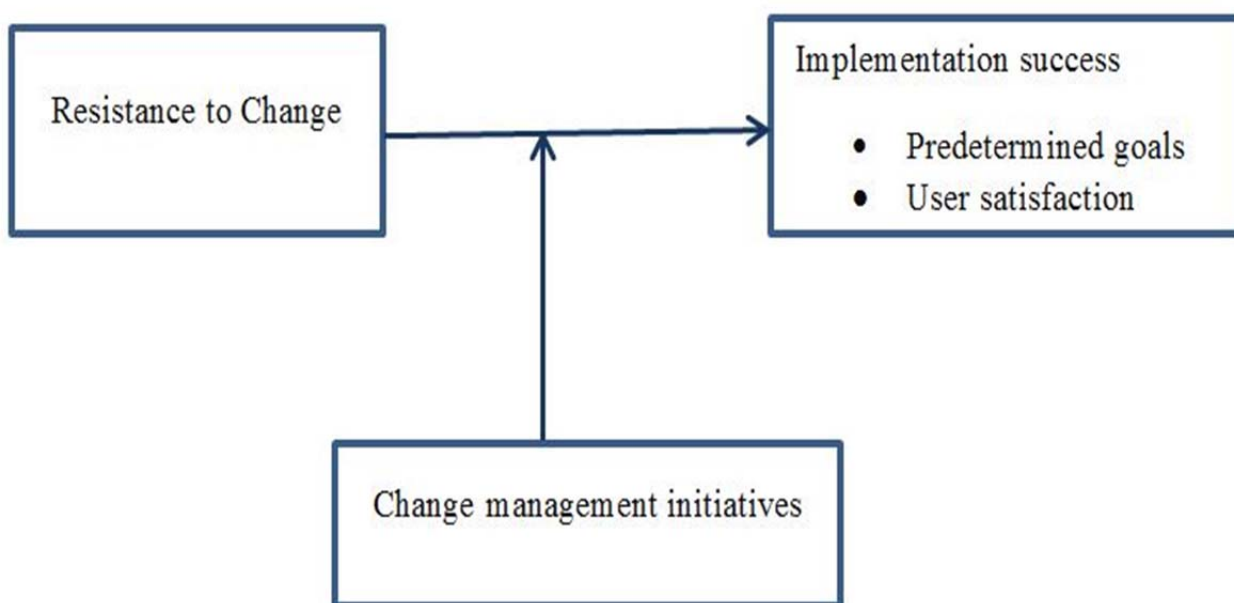 Resistance to Change
Implementation success
• Predetermined goals
• User satisfaction
Change management initiatives